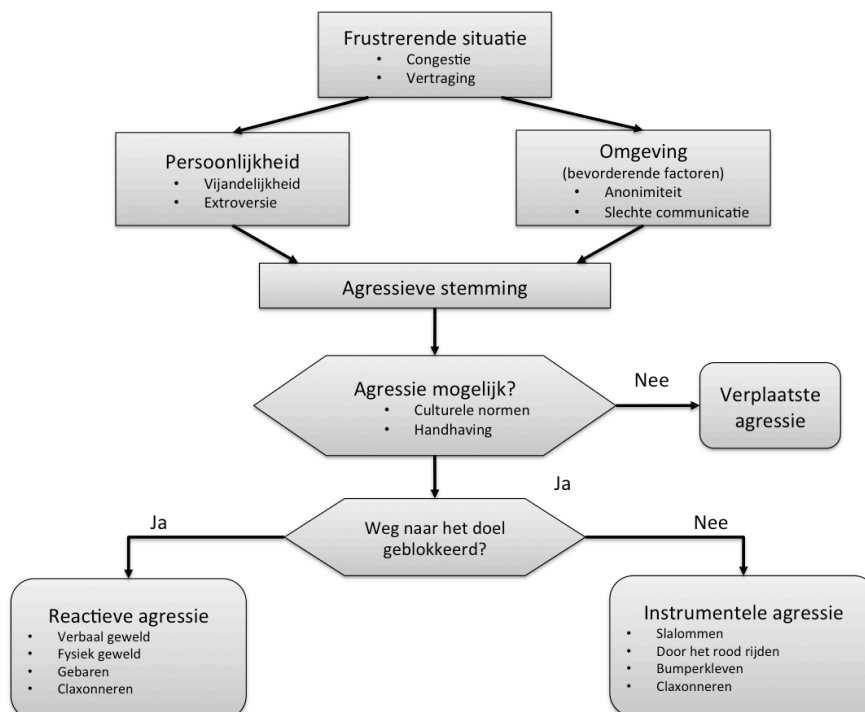 Frustrerende situatie
• Congestie
• Vertraging
Persoonlijkheid
• Vijandelijkheid
• Extroversie
Omgeving
(bevorderende factoren)
• Anonimiteit
• Slechte communicatie
Agressieve stemming
Agressie mogelijk?
• Culturele normen
• Handhaving
Nee
Verplaatste
agressie
Ja
Weg naar het doel
geblokkeerd?
Ja
Nee
Reactieve agressie
• Verbaal geweld
• Fysiek geweld
• Gebaren
• Claxonneren
Instrumentele agressie
• Slalommen
• Door het rood rijden
• Bumperkleven
• Claxonneren